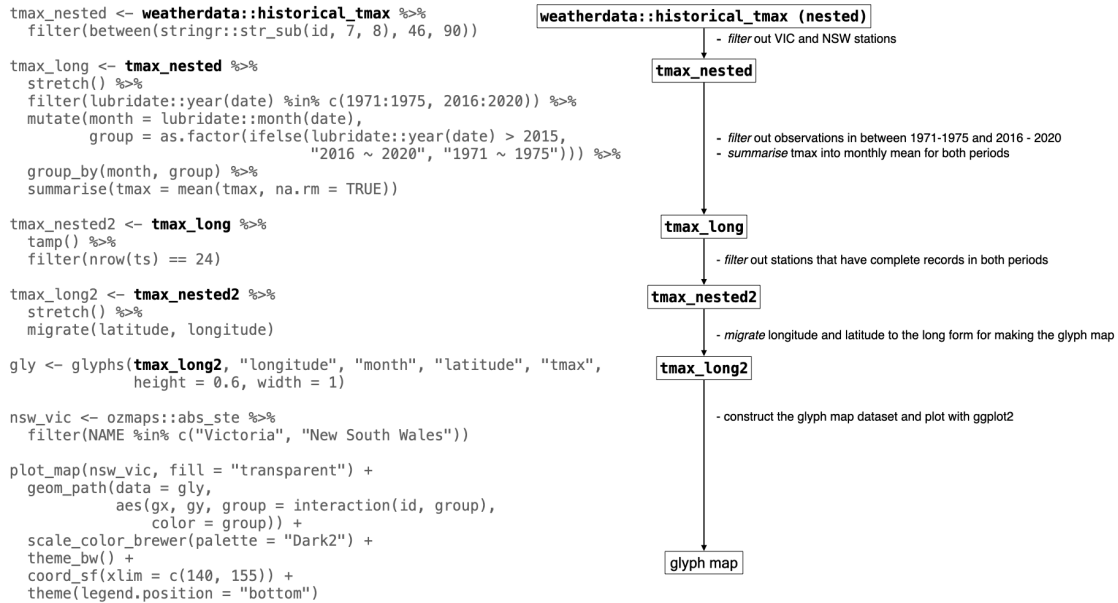 tmax_nested <- weatherdata::historical_tmax %>%
  filter(between(stringr::str_sub(id, 7, 8), 46, 90))

tmax_long <- tmax_nested %>%
  stretch() %>%
  filter(lubridate::year(date) %in% c(1971:1975, 2016:2020)) %>%
  mutate(month = lubridate::month(date),
         group = as.factor(ifelse(lubridate::year(date) > 2015,
                                  "2016 ~ 2020", "1971 ~ 1975"))) %>%
  group_by(month, group) %>%
  summarise(tmax = mean(tmax, na.rm = TRUE))

tmax_nested2 <- tmax_long %>%
  tamp() %>%
  filter(nrow(ts) == 24)

tmax_long2 <- tmax_nested2 %>%
  stretch() %>%
  migrate(latitude, longitude)

gly <- glyphs(tmax_long2, "longitude", "month", "latitude", "tmax",
              height = 0.6, width = 1)

nsw_vic <- ozmaps::abs_ste %>%
  filter(NAME %in% c("Victoria", "New South Wales"))

plot_map(nsw_vic, fill = "transparent") +
  geom_path(data = gly,
            aes(gx, gy, group = interaction(id, group),
                color = group)) +
  scale_color_brewer(palette = "Dark2") +
  theme_bw() +
  coord_sf(xlim = c(140, 155)) +
  theme(legend.position = "bottom")

weatherdata::historical_tmax (nested)
- filter out VIC and NSW stations
tmax_nested
- filter out observations in between 1971-1975 and 2016 - 2020
- summarise tmax into monthly mean for both periods
tmax_long
- filter out stations that have complete records in both periods
tmax_nested2
- migrate longitude and latitude to the long form for making the glyph map
tmax_long2
- construct the glyph map dataset and plot with ggplot2
glyph map